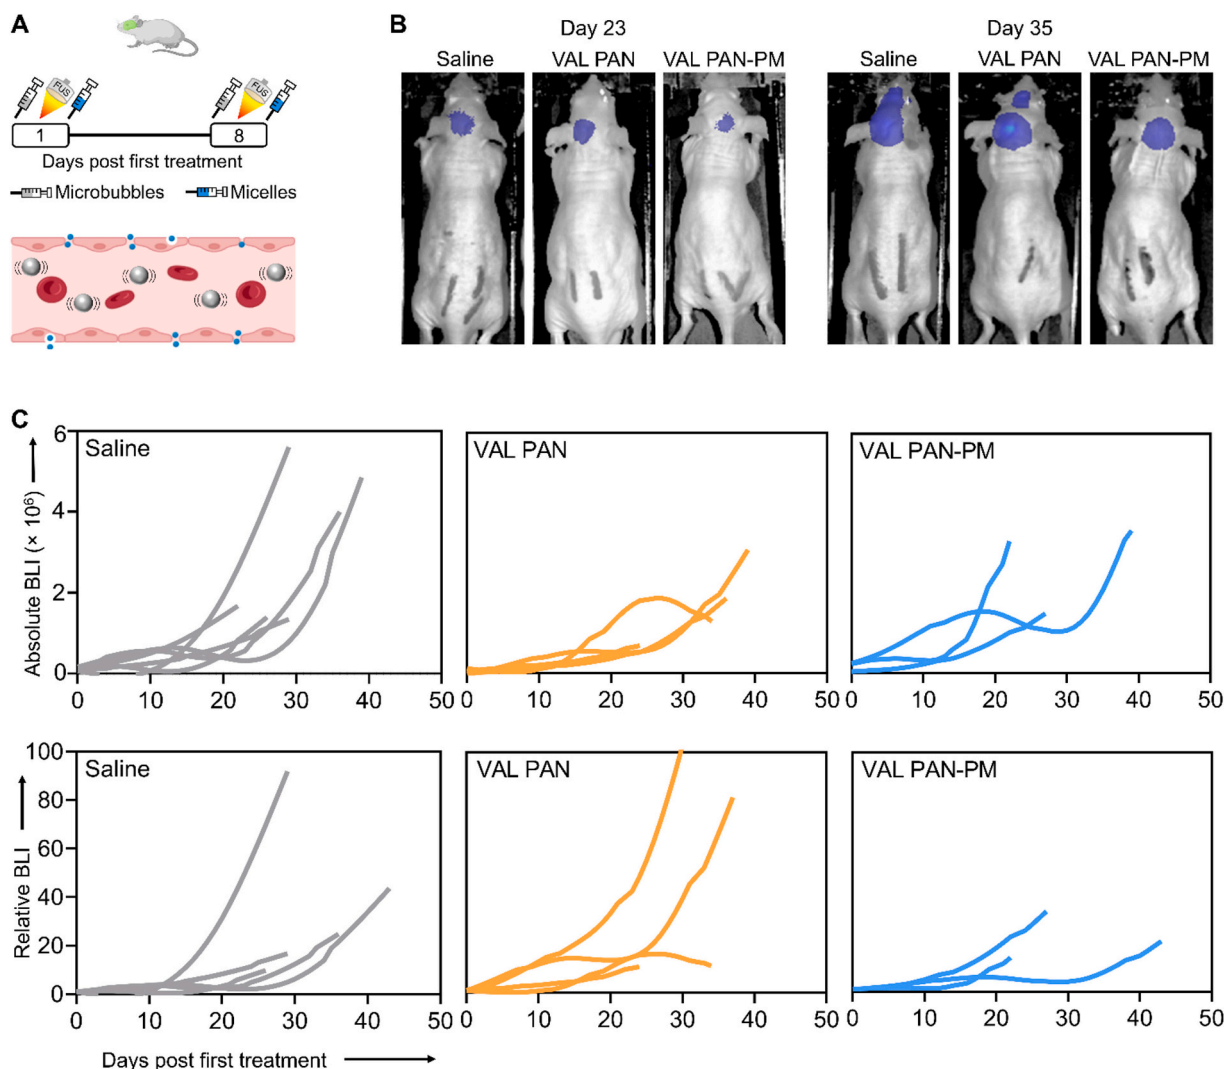 A
FUS
FUS
1
8
Days post first treatment
Microbubbles
Micelles
B
Day 23
Day 35
Saline
VAL PAN
VAL PAN-PM
Saline
VAL PAN
VAL PAN-PM
C
Absolute BLI (× 10⁶)
6
4
2
0
Saline
0 10 20 30 40 50
VAL PAN
0 10 20 30 40 50
VAL PAN-PM
0 10 20 30 40 50
Relative BLI
100
80
60
40
20
0
Saline
0 10 20 30 40 50
VAL PAN
0 10 20 30 40 50
VAL PAN-PM
0 10 20 30 40 50
Days post first treatment